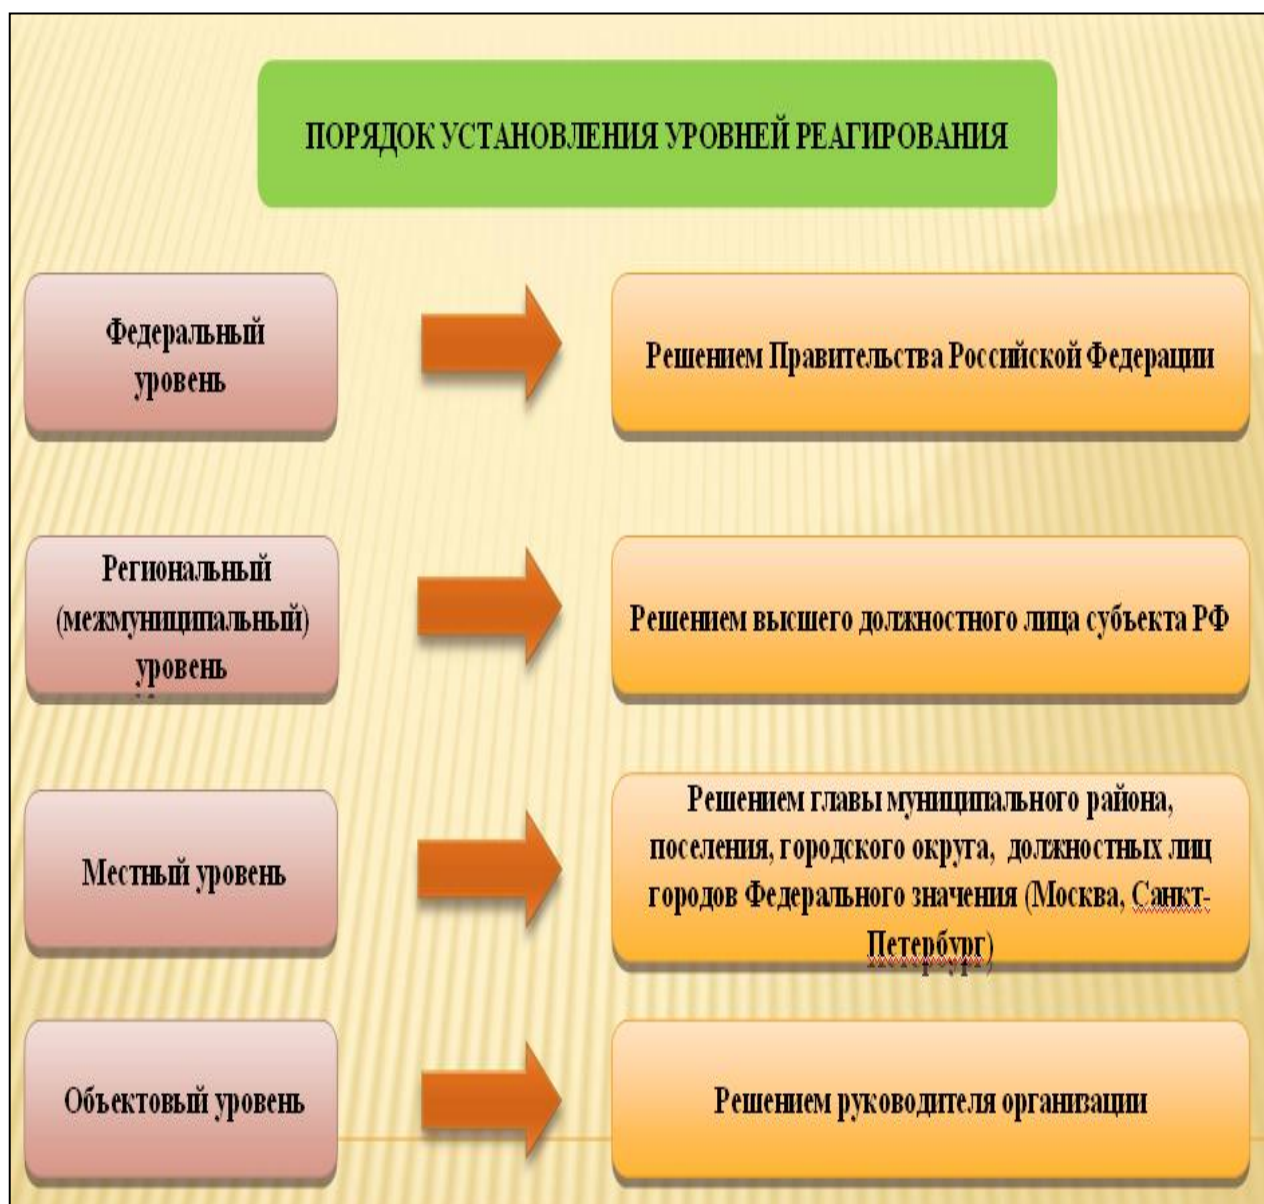 ПОРЯДОК УСТАНОВЛЕНИЯ УРОВНЕЙ РЕАГИРОВАНИЯ
Федеральный
уровень
Решением Правительства Российской Федерации
Региональный
(межмуниципальный)
уровень
Решением высшего должностного лица субъекта РФ
Местный уровень
Решением главы муниципального района,
поселения, городского округа, должностных лиц
городов Федерального значения (Москва, Санкт-
Петербург)
Объектовый уровень
Решением руководителя организации